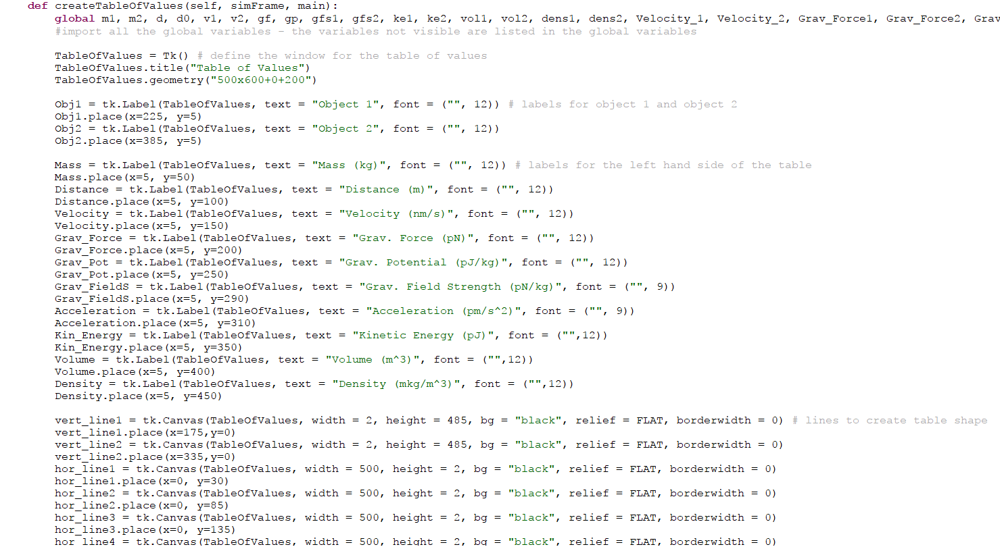 def createTableOfValues(self, simFrame, main):
global m1, m2, d, d0, v1, v2, gf, gp, gfs1, gfs2, ke1, ke2, vol1, vol2, dens1, dens2, Velocity_1, Velocity_2, Grav_Force1, Grav_Force2, Grav
#import all the global variables - the variables not visible are listed in the global variables
TableOfValues = Tk() # define the window for the table of values
TableOfValues.title("Table of Values")
TableOfValues.geometry("500x600+0+200")
Obj1 = tk.Label(TableOfValues, text = "Object 1", font = ("", 12)) # labels for object 1 and object 2
Obj1.place(x=225, y=5)
Obj2 = tk.Label(TableOfValues, text = "Object 2", font = ("", 12))
Obj2.place(x=385, y=5)
Mass = tk.Label(TableOfValues, text = "Mass (kg)", font = ("", 12)) # labels for the left hand side of the table
Mass.place(x=5, y=50)
Distance = tk.Label(TableOfValues, text = "Distance (m)", font = ("", 12))
Distance.place(x=5, y=100)
Velocity = tk.Label(TableOfValues, text = "Velocity (nm/s)", font = ("", 12))
Velocity.place(x=5, y=150)
Grav_Force = tk.Label(TableOfValues, text = "Grav. Force (pN)", font = ("", 12))
Grav_Force.place(x=5, y=200)
Grav_Pot = tk.Label(TableOfValues, text = "Grav. Potential (pJ/kg)", font = ("", 12))
Grav_Pot.place(x=5, y=250)
Grav_FieldS = tk.Label(TableOfValues, text = "Grav. Field Strength (pN/kg)", font = ("", 9))
Grav_FieldS.place(x=5, y=290)
Acceleration = tk.Label(TableOfValues, text = "Acceleration (pm/s^2)", font = ("", 9))
Acceleration.place(x=5, y=310)
Kin_Energy = tk.Label(TableOfValues, text = "Kinetic Energy (pJ)", font = ("",12))
Kin_Energy.place(x=5, y=350)
Volume = tk.Label(TableOfValues, text = "Volume (m^3)", font = ("",12))
Volume.place(x=5, y=400)
Density = tk.Label(TableOfValues, text = "Density (mkg/m^3)", font = ("",12))
Density.place(x=5, y=450)
vert_line1 = tk.Canvas(TableOfValues, width = 2, height = 485, bg = "black", relief = FLAT, borderwidth = 0) # lines to create table shape
vert_line1.place(x=175,y=0)
vert_line2 = tk.Canvas(TableOfValues, width = 2, height = 485, bg = "black", relief = FLAT, borderwidth = 0)
vert_line2.place(x=335,y=0)
hor_line1 = tk.Canvas(TableOfValues, width = 500, height = 2, bg = "black", relief = FLAT, borderwidth = 0)
hor_line1.place(x=0, y=30)
hor_line2 = tk.Canvas(TableOfValues, width = 500, height = 2, bg = "black", relief = FLAT, borderwidth = 0)
hor_line2.place(x=0, y=85)
hor_line3 = tk.Canvas(TableOfValues, width = 500, height = 2, bg = "black", relief = FLAT, borderwidth = 0)
hor_line3.place(x=0, y=135)
hor_line4 = tk.Canvas(TableOfValues, width = 500, height = 2, bg = "black", relief = FLAT, borderwidth = 0)